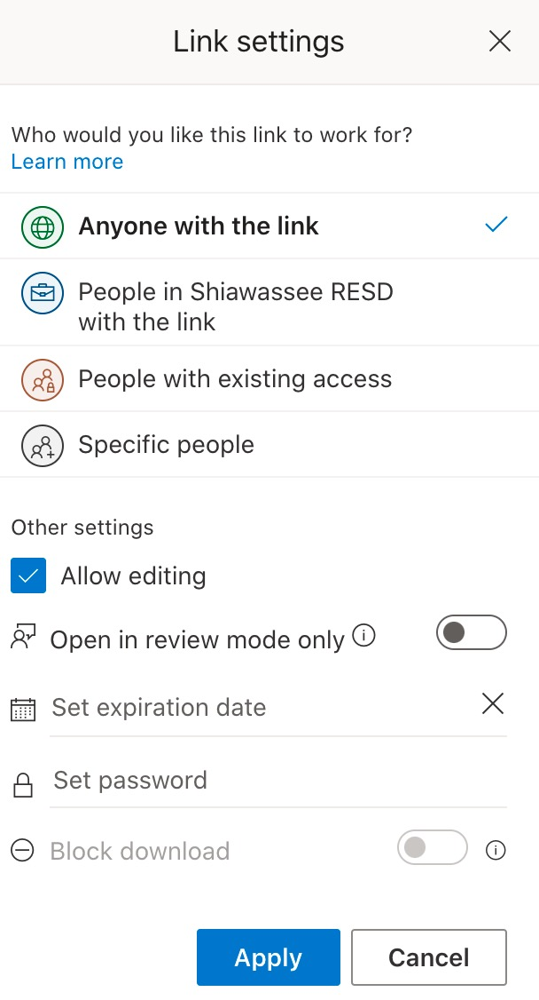 Link settings
Who would you like this link to work for?
Learn more
Anyone with the link
People in Shiawassee RESD
with the link
People with existing access
Specific people
Other settings
Allow editing
Open in review mode only
Set expiration date
Set password
Block download
Apply
Cancel